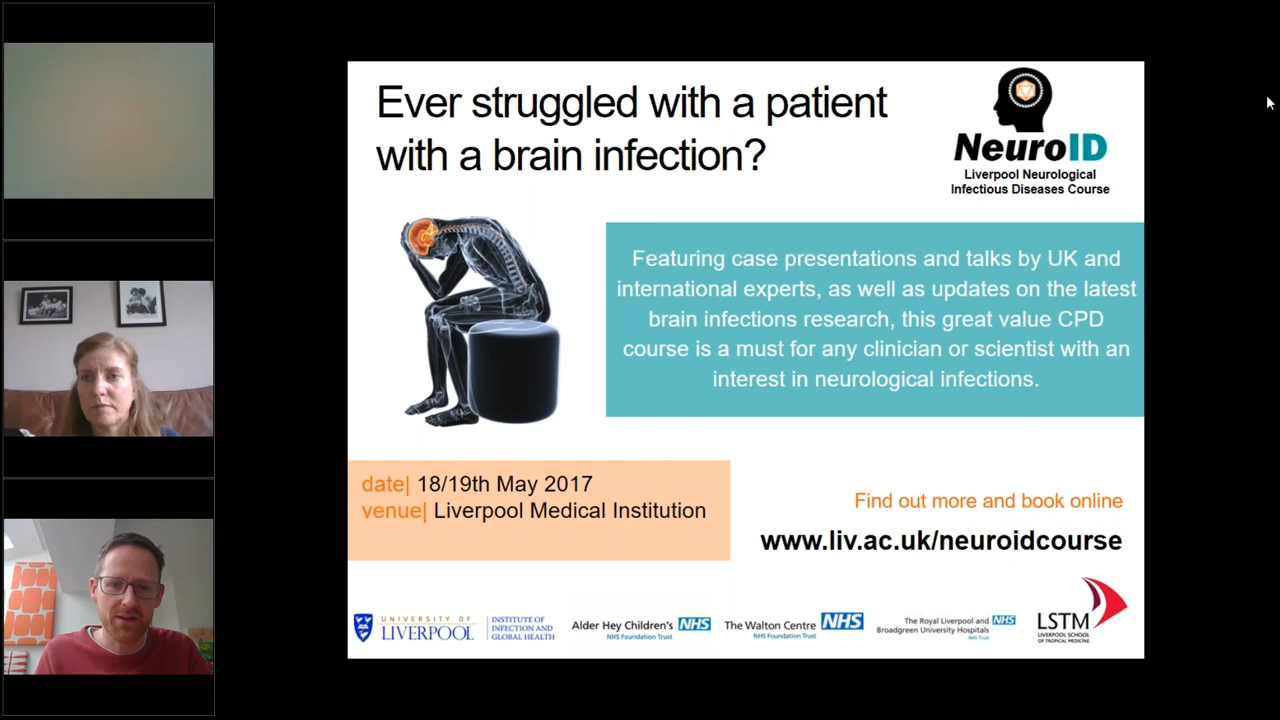 Ever struggled with a patient
with a brain infection?
NeuroID
Liverpool Neurological
Infectious Diseases Course
Featuring case presentations and talks by UK and
international experts, as well as updates on the latest
brain infections research, this great value CPD
course is a must for any clinician or scientist with an
interest in neurological infections.
date| 18/19th May 2017
venue| Liverpool Medical Institution
Find out more and book online
www.liv.ac.uk/neuroidcourse
UNIVERSITY OF
LIVERPOOL
INSTITUTE OF
INFECTION AND
GLOBAL HEALTH
Alder Hey Children's NHS
NHS Foundation Trust
The Walton Centre NHS
NHS Foundation Trust
The Royal Liverpool and NHS
Broadgreen University Hospitals
NHS Trust
LSTM
LIVERPOOL SCHOOL
OF TROPICAL MEDICINE